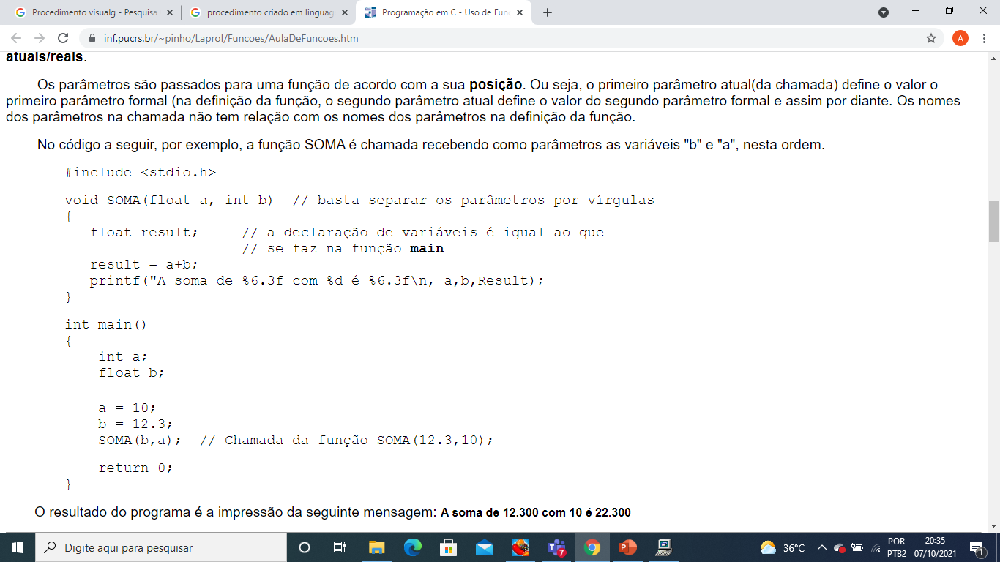 Procedimento visualg - Pesquisa
procedimento criado em linguag
Programação em C - Uso de Fun
inf.pucrs.br/~pinho/Laprol/Funcoes/AulaDeFuncoes.htm
A
atuais/reais.
Os parâmetros são passados para uma função de acordo com a sua posição. Ou seja, o primeiro parâmetro atual(da chamada) define o valor o
primeiro parâmetro formal (na definição da função, o segundo parâmetro atual define o valor do segundo parâmetro formal e assim por diante. Os nomes
dos parâmetros na chamada não tem relação com os nomes dos parâmetros na definição da função.
No código a seguir, por exemplo, a função SOMA é chamada recebendo como parâmetros as variáveis "b" e "a", nesta ordem.
#include <stdio.h>
void SOMA(float a, int b)  // basta separar os parâmetros por vírgulas
{
float result;  // a declaração de variáveis é igual ao que
// se faz na função main
result = a+b;
printf("A soma de %6.3f com %d é %6.3f\n, a,b,Result);
}
int main()
{
int a;
float b;
a = 10;
b = 12.3;
SOMA(b,a);  // Chamada da função SOMA(12.3,10);
return 0;
}
O resultado do programa é a impressão da seguinte mensagem: A soma de 12.300 com 10 é 22.300
Digite aqui para pesquisar
7
36°C
POR
PTB2
20:35
07/10/2021
1